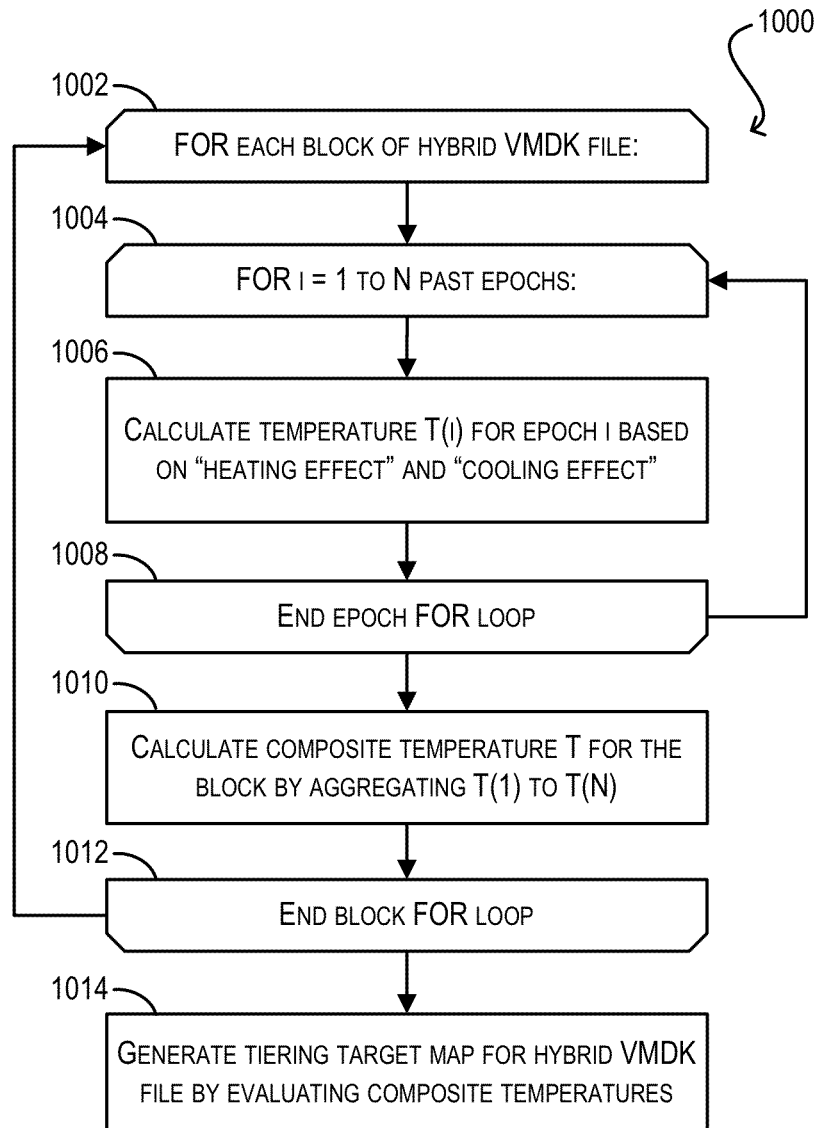 1000
1002
FOR EACH BLOCK OF HYBRID VMDK FILE:
1004
FOR I = 1 TO N PAST EPOCHS:
1006
CALCULATE TEMPERATURE T(I) FOR EPOCH I BASED
ON “HEATING EFFECT” AND “COOLING EFFECT”
1008
END EPOCH FOR LOOP
1010
CALCULATE COMPOSITE TEMPERATURE T FOR THE
BLOCK BY AGGREGATING T(1) TO T(N)
1012
END BLOCK FOR LOOP
1014
GENERATE TIERING TARGET MAP FOR HYBRID VMDK
FILE BY EVALUATING COMPOSITE TEMPERATURES